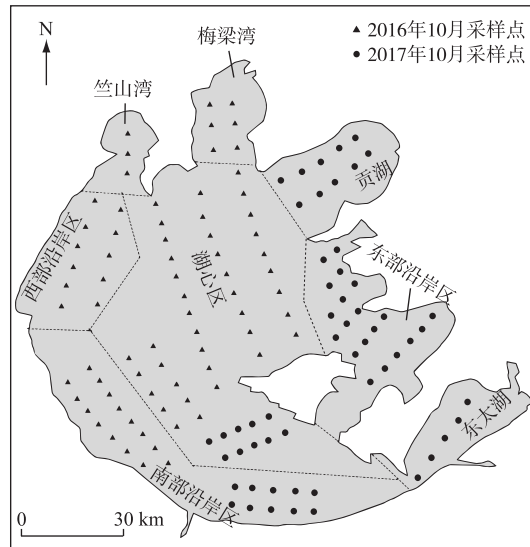 N
梅梁湾
▲ 2016年10月采样点
● 2017年10月采样点
竺山湾
贡湖
西部沿岸区
湖心区
东部沿岸区
东太湖
南部沿岸区
0 30 km